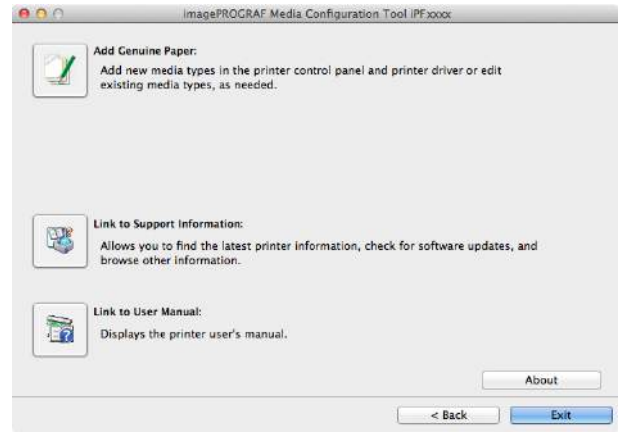 imagePROGRAF Media Configuration Tool iPFxxxx
Add Genuine Paper:
Add new media types in the printer control panel and printer driver or edit
existing media types, as needed.
Link to Support Information:
Allows you to find the latest printer information, check for software updates, and
browse other information.
Link to User Manual:
Displays the printer user's manual.
About
< Back
Exit